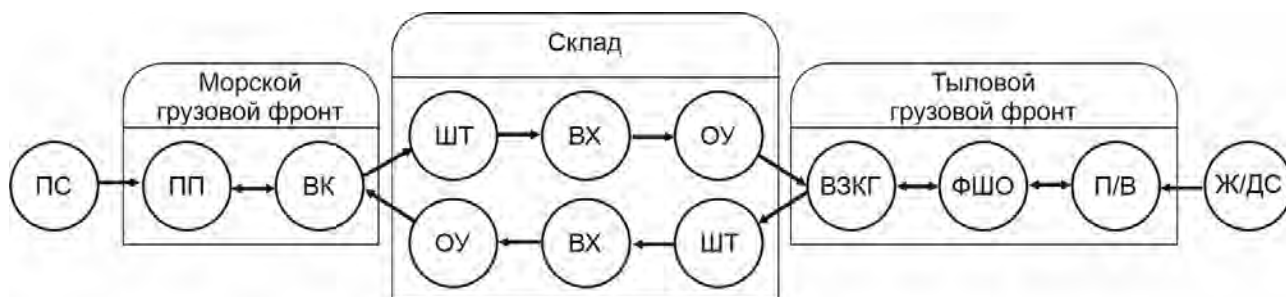 Склад
Морской
грузовой фронт
Тыловой
грузовой фронт
ШТ
ВХ
ОУ
ПС
ПП
ВК
ВЗКГ
ФШО
П/В
Ж/ДС
ОУ
ВХ
ШТ